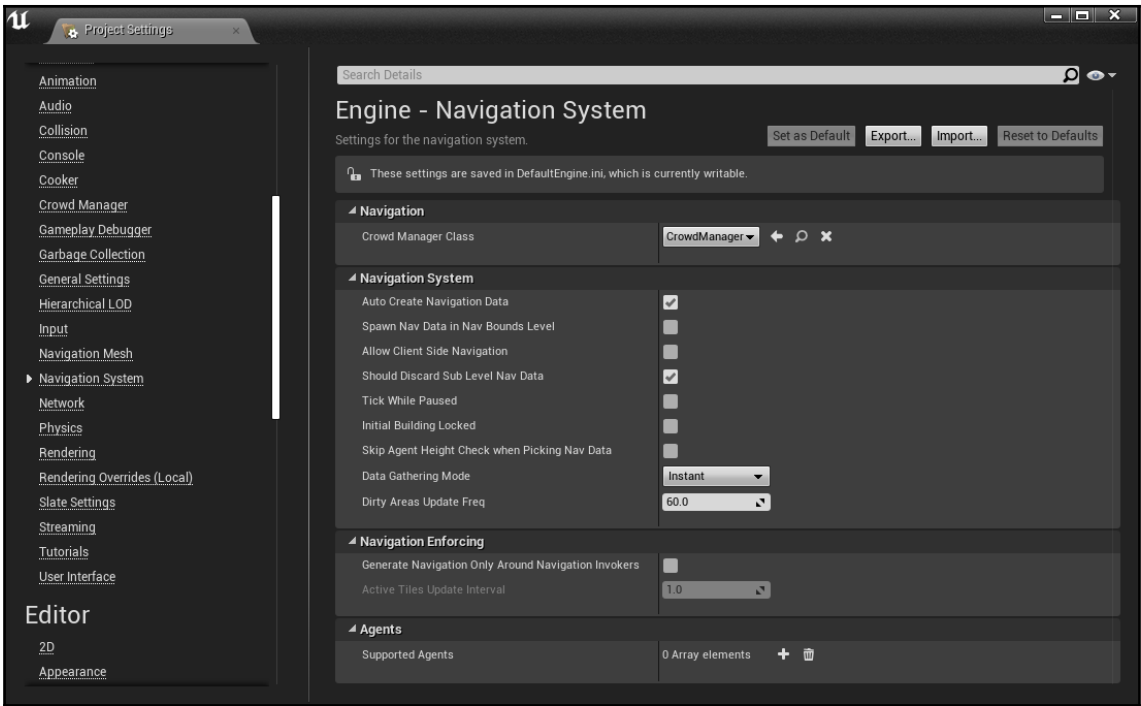 Project Settings
Animation
Audio
Collision
Console
Cooker
Crowd Manager
Gameplay Debugger
Garbage Collection
General Settings
Hierarchical LOD
Input
Navigation Mesh
Navigation System
Network
Physics
Rendering
Rendering Overrides (Local)
Slate Settings
Streaming
Tutorials
User Interface
Editor
2D
Appearance
Search Details
Engine - Navigation System
Settings for the navigation system.
Set as Default Export... Import... Reset to Defaults
These settings are saved in DefaultEngine.ini, which is currently writable.
Navigation
Crowd Manager Class CrowdManager
Navigation System
Auto Create Navigation Data
Spawn Nav Data in Nav Bounds Level
Allow Client Side Navigation
Should Discard Sub Level Nav Data
Tick While Paused
Initial Building Locked
Skip Agent Height Check when Picking Nav Data
Data Gathering Mode Instant
Dirty Areas Update Freq 60.0
Navigation Enforcing
Generate Navigation Only Around Navigation Invokers
Active Tiles Update Interval 1.0
Agents
Supported Agents 0 Array elements